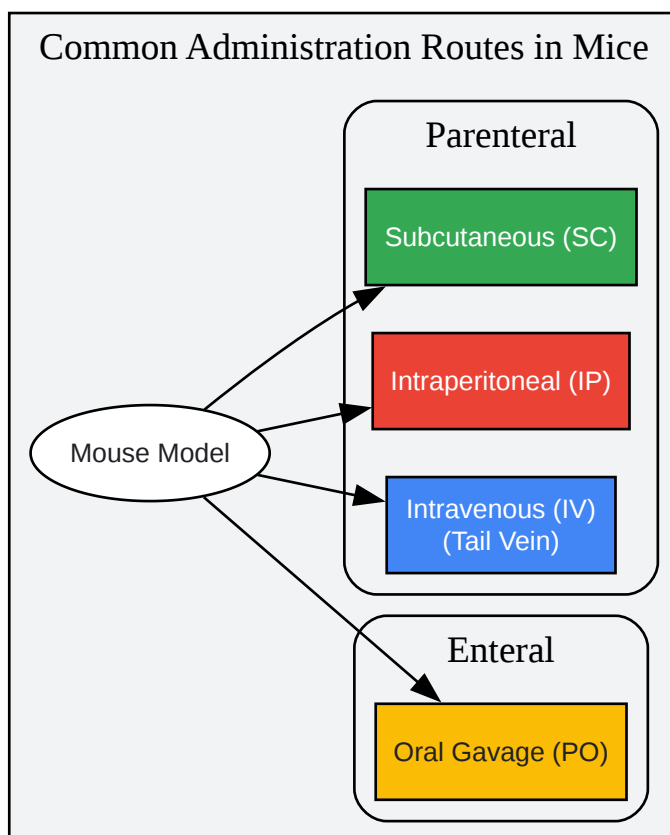 Common Administration Routes in Mice
Parenteral
Subcutaneous (SC)
Intraperitoneal (IP)
Mouse Model
Intravenous (IV)
(Tail Vein)
Enteral
Oral Gavage (PO)